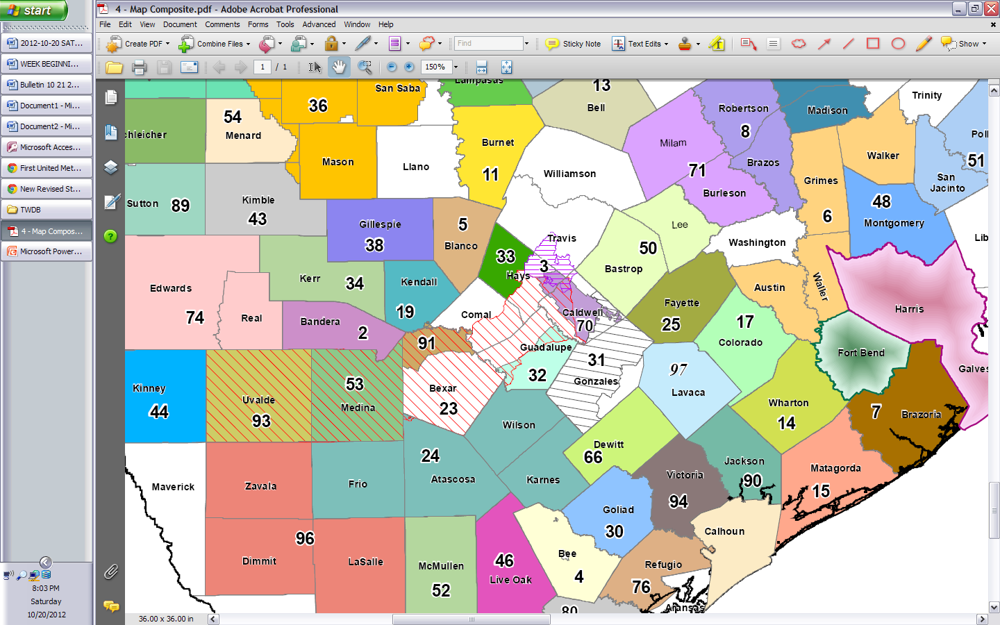 start
2012-10-20 SAT...
WEEK BEGINNI...
Bulletin 10 21 2...
Document1 - Mi...
Document2 - Mi...
Microsoft Acces...
First United Met...
New Revised St...
TWDB
4 - Map Compos...
Microsoft Power...
8:03 PM
Saturday
10/20/2012
4 - Map Composite.pdf - Adobe Acrobat Professional
File Edit View Document Comments Forms Tools Advanced Window Help
Create PDF Combine Files Find Sticky Note Text Edits Show
1 / 1 150%
San Saba
Lampasas
13
Bell
36
54
Menard
chleicher
Robertson
8
Madison
Trinity
Poll
51
Mason
Llano
Burnet
11
Williamson
Milam
71
Brazos
Burleson
Grimes
6
Walker
San
Jacinto
Sutton 89
Kimble
43
Gillespie
38
5
Blanco
Travis
Lee
50
Bastrop
Washington
48
Montgomery
Lib
33
Hays
3
Edwards
74
Real
Kerr
34
Kendall
19
Bandera
2
Comal
Caldwell
70
Fayette
25
Austin
Waller
Harris
91
Guadalupe
32
31
Gonzales
17
Colorado
97
Lavaca
Fort Bend
Galves
Kinney
44
Uvalde
93
53
Medina
Bexar
23
Wilson
Wharton
14
7
Brazoria
Dewitt
66
Maverick
Zavala
Frio
24
Atascosa
Karnes
Victoria
94
Jackson
90
Matagorda
15
Goliad
30
Calhoun
96
Dimmit
LaSalle
McMullen
52
46
Live Oak
Bee
4
Refugio
76
80
Aransas
36.00 x 36.00 in